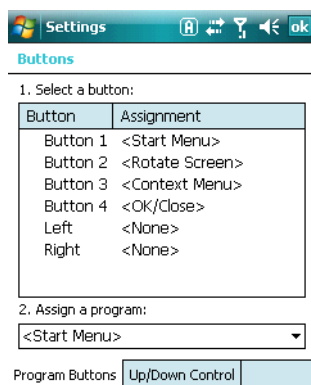 Settings A ok
Buttons
1. Select a button:
Button Assignment
Button 1 <Start Menu>
Button 2 <Rotate Screen>
Button 3 <Context Menu>
Button 4 <OK/Close>
Left <None>
Right <None>
2. Assign a program:
<Start Menu>
Program Buttons Up/Down Control